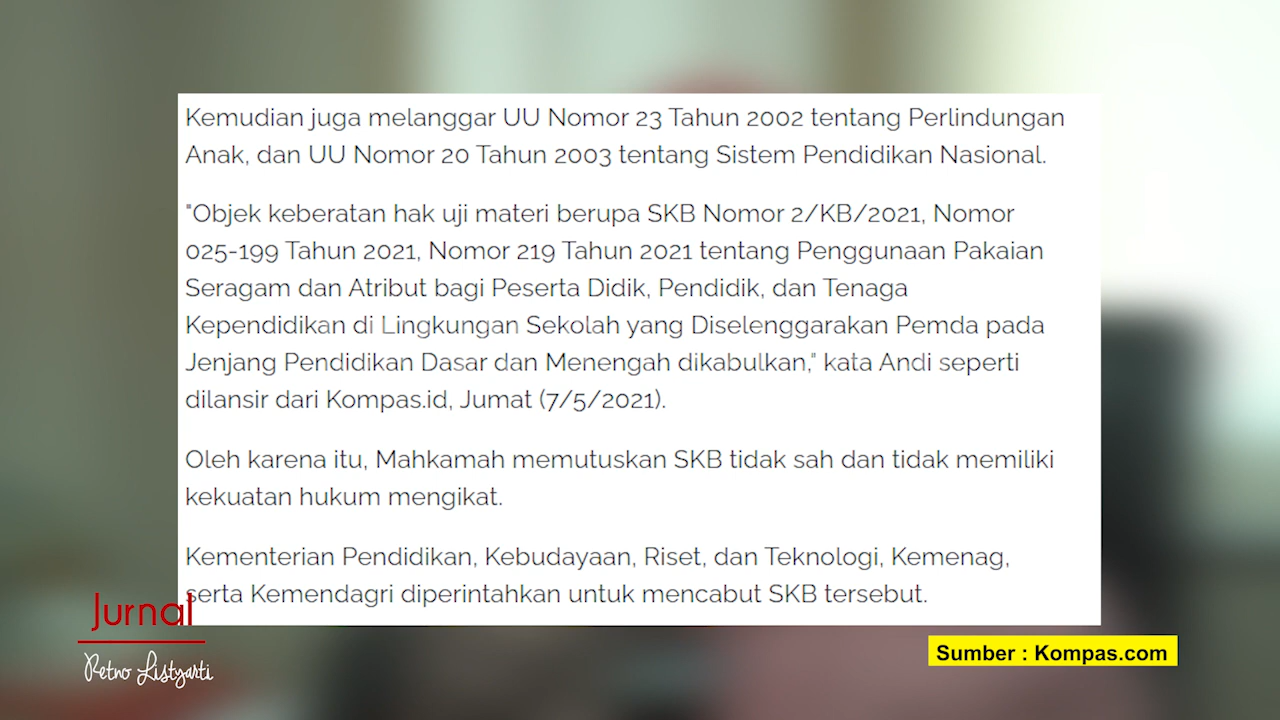 Kemudian juga melanggar UU Nomor 23 Tahun 2002 tentang Perlindungan
Anak, dan UU Nomor 20 Tahun 2003 tentang Sistem Pendidikan Nasional.
"Objek keberatan hak uji materi berupa SKB Nomor 2/KB/2021, Nomor
025-199 Tahun 2021, Nomor 219 Tahun 2021 tentang Penggunaan Pakaian
Seragam dan Atribut bagi Peserta Didik, Pendidik, dan Tenaga
Kependidikan di Lingkungan Sekolah yang Diselenggarakan Pemda pada
Jenjang Pendidikan Dasar dan Menengah dikabulkan," kata Andi seperti
dilansir dari Kompas.id, Jumat (7/5/2021).
Oleh karena itu, Mahkamah memutuskan SKB tidak sah dan tidak memiliki
kekuatan hukum mengikat.
Kementerian Pendidikan, Kebudayaan, Riset, dan Teknologi, Kemenag,
serta Kemendagri diperintahkan untuk mencabut SKB tersebut.
Jurnal
Retno Listyarti
Sumber : Kompas.com